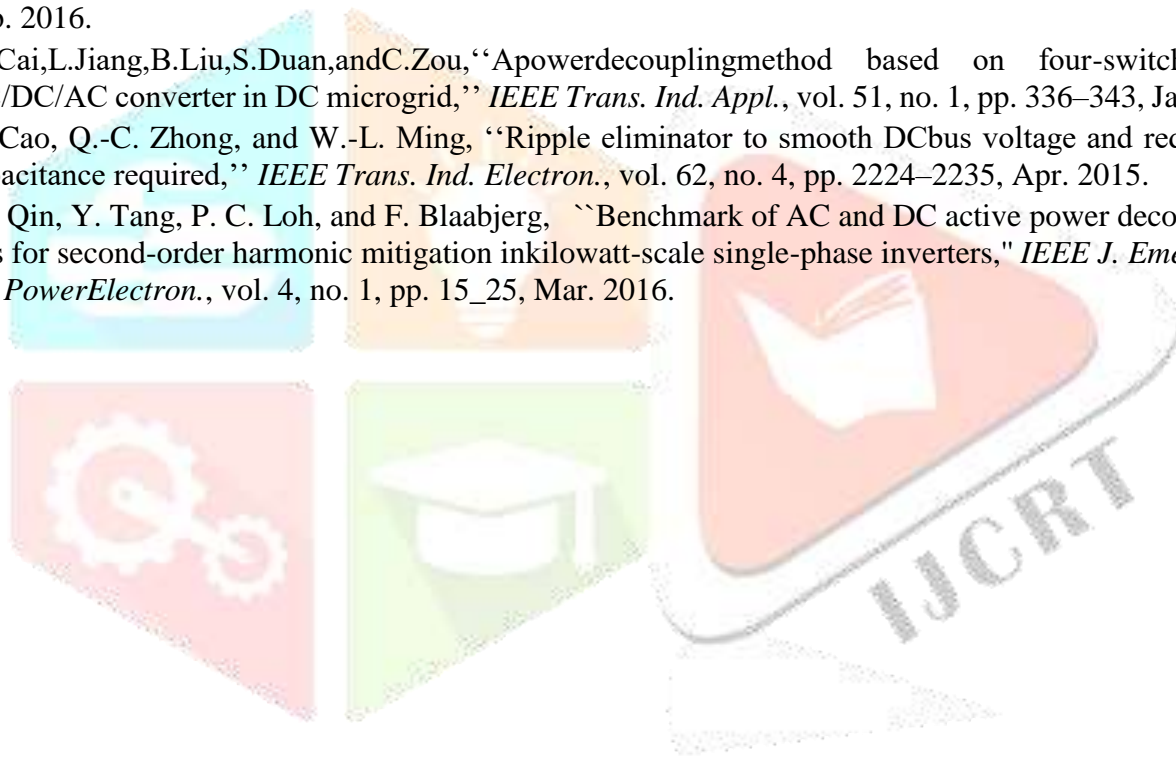 b. 2016.
Cai,L.Jiang,B.Liu,S.Duan,andC.Zou,‘‘Apowerdecouplingmethod based on four-switch
/DC/AC converter in DC microgrid,’’ IEEE Trans. Ind. Appl., vol. 51, no. 1, pp. 336–343, Ja
Cao, Q.-C. Zhong, and W.-L. Ming, ‘‘Ripple eliminator to smooth DCbus voltage and red
acitance required,’’ IEEE Trans. Ind. Electron., vol. 62, no. 4, pp. 2224–2235, Apr. 2015.
Qin, Y. Tang, P. C. Loh, and F. Blaabjerg, ``Benchmark of AC and DC active power deco
s for second-order harmonic mitigation inkilowatt-scale single-phase inverters,'' IEEE J. Eme
PowerElectron., vol. 4, no. 1, pp. 15_25, Mar. 2016.
IJCRT